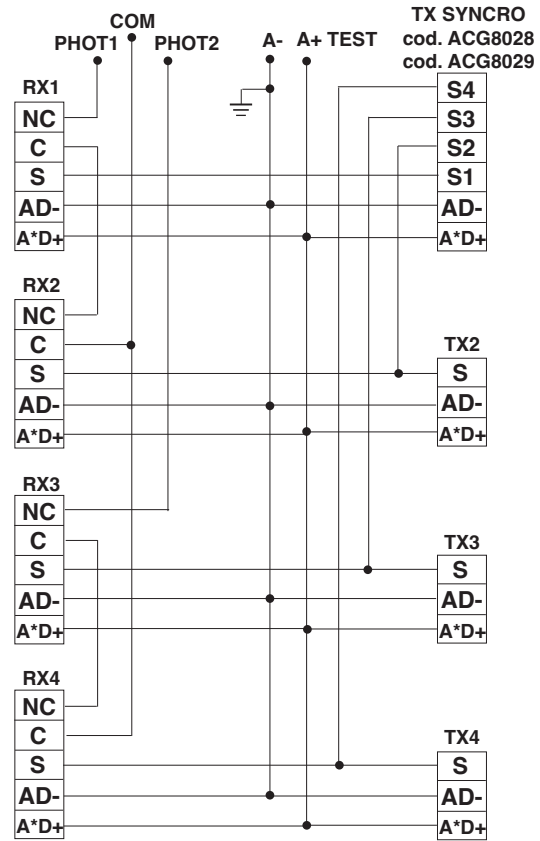 COM
PHOT1 PHOT2
A- A+ TEST
TX SYNCRO
cod. ACG8028
cod. ACG8029
RX1
NC
C
S
AD-
A*D+
S4
S3
S2
S1
AD-
A*D+
RX2
NC
C
S
AD-
A*D+
TX2
S
AD-
A*D+
RX3
NC
C
S
AD-
A*D+
TX3
S
AD-
A*D+
RX4
NC
C
S
AD-
A*D+
TX4
S
AD-
A*D+